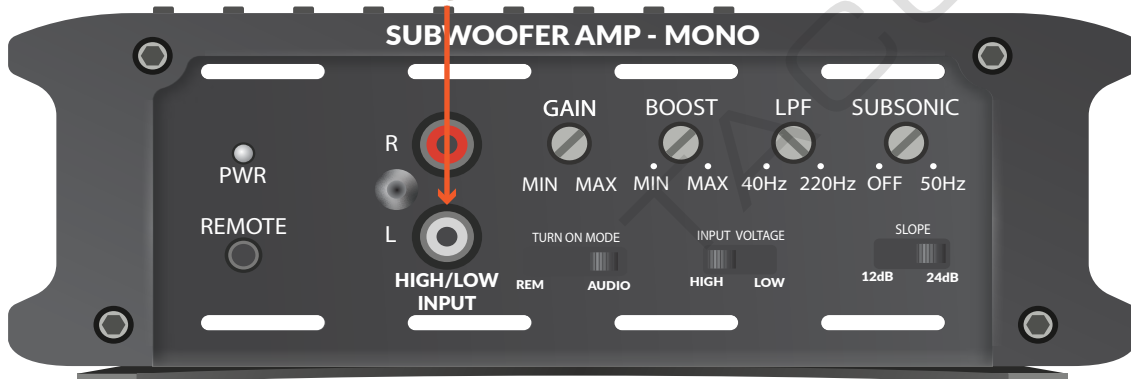 SUBWOOFER AMP - MONO
GAIN BOOST LPF SUBSONIC
R
PWR
MIN MAX MIN MAX 40Hz 220Hz OFF 50Hz
REMOTE
L
TURN ON MODE INPUT VOLTAGE SLOPE
HIGH/LOW
INPUT
REM AUDIO HIGH LOW 12dB 24dB